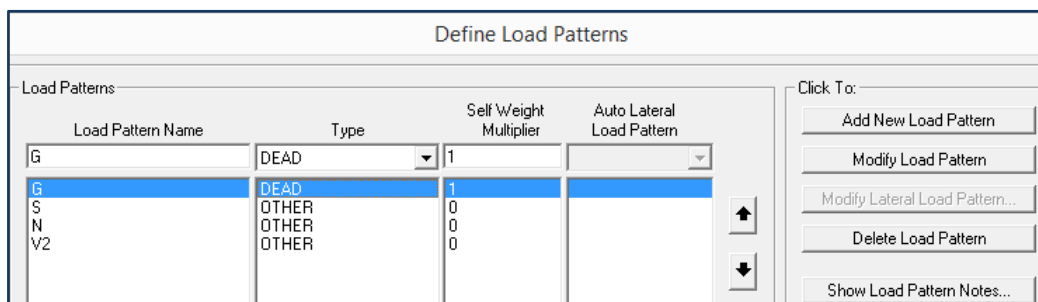 Define Load Patterns
Load Patterns
Click To:
Load Pattern Name Type Self Weight Multiplier Auto Lateral Load Pattern
G DEAD 1
G DEAD 1
S OTHER 0
N OTHER 0
V2 OTHER 0
Add New Load Pattern
Modify Load Pattern
Modify Lateral Load Pattern...
Delete Load Pattern
Show Load Pattern Notes...